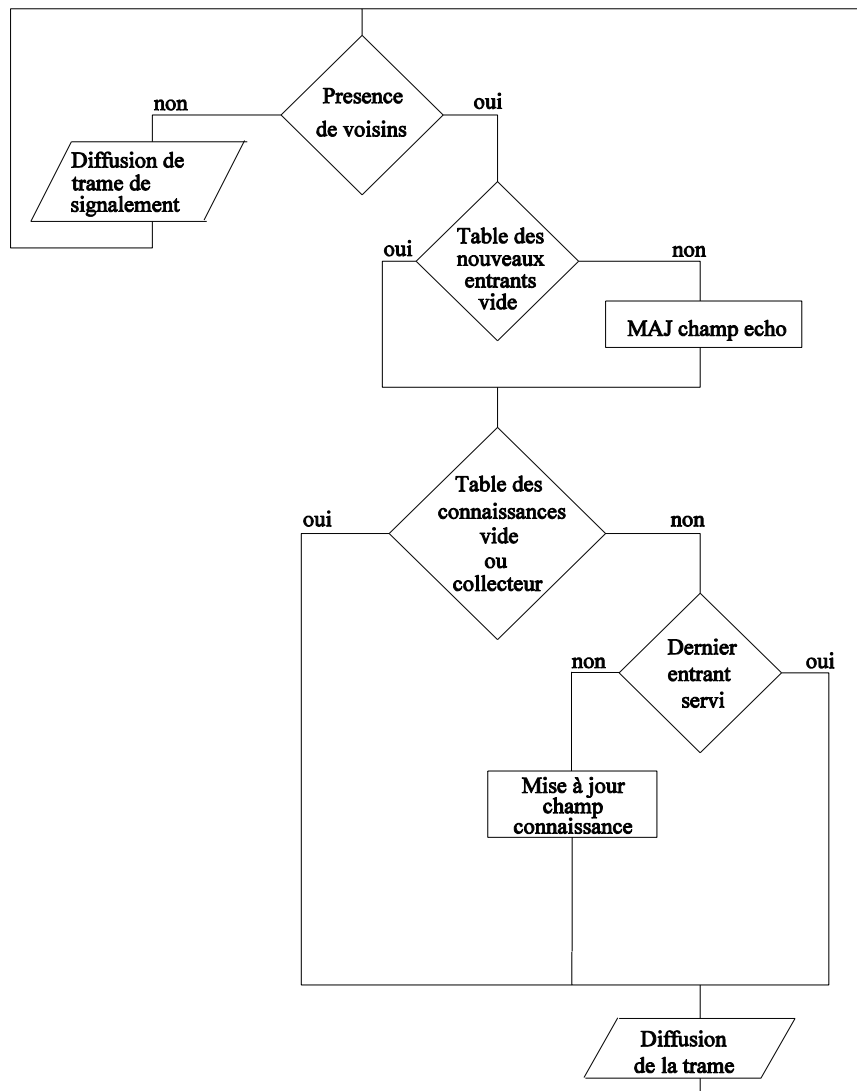 Presence
de voisins
non
oui
Diffusion de
trame de
signalement
Table des
nouveaux
entrants
vide
oui
non
MAJ champ echo
Table des
connaissances
vide
ou
collecteur
oui
non
Dernier
entrant
servi
non
oui
Mise à jour
champ
connaissance
Diffusion
de la trame